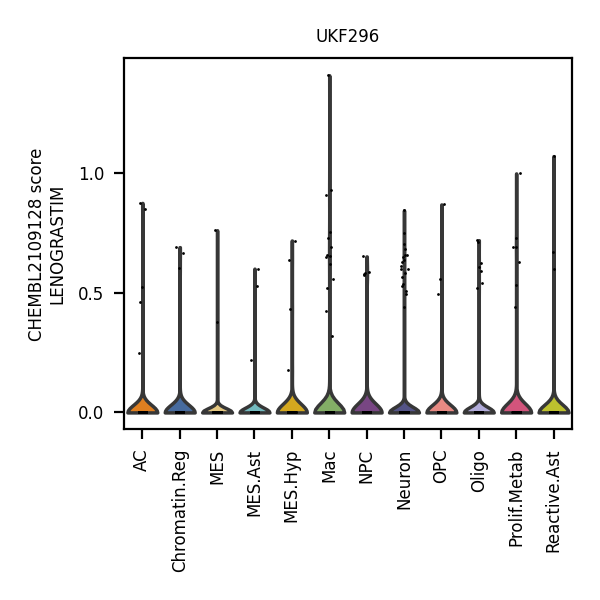 UKF296
CHEMBL2109128 score
LENOGRASTIM
1.0
0.5
0.0
AC
Chromatin.Reg
MES
MES.Ast
MES.Hyp
Mac
NPC
Neuron
OPC
Oligo
Prolif.Metab
Reactive.Ast